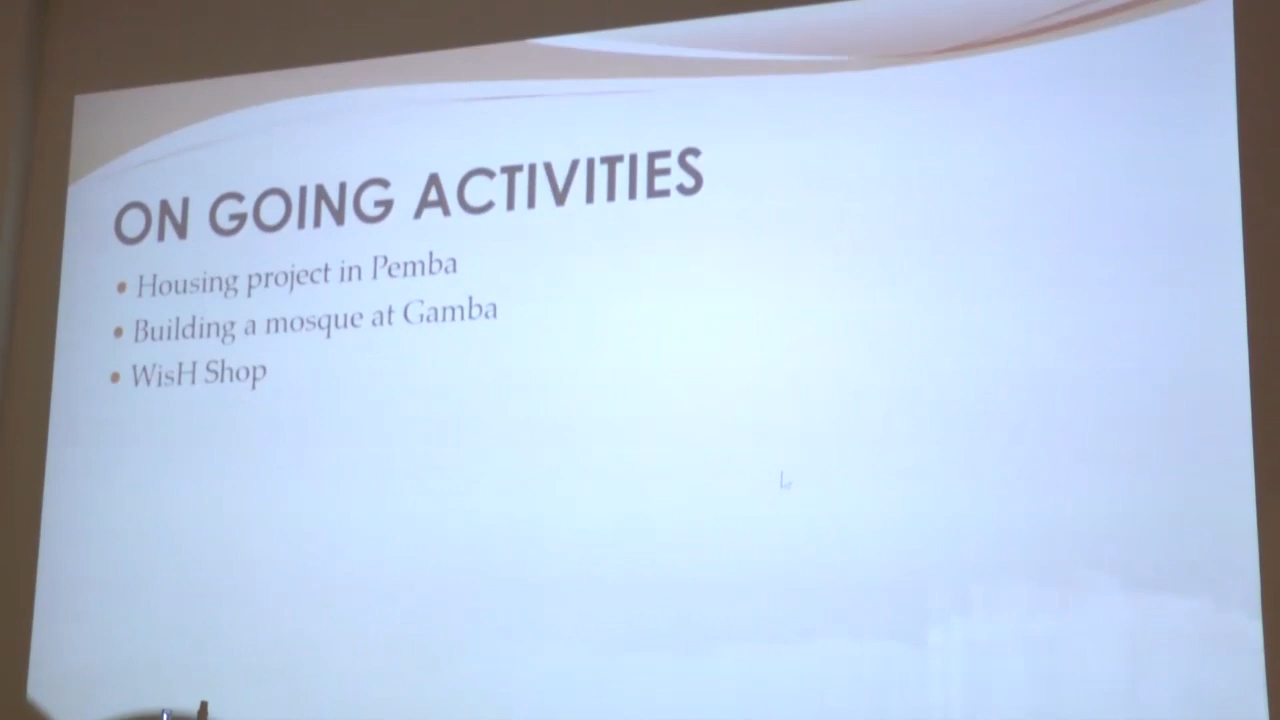 ON GOING ACTIVITIES
• Housing project in Pemba
• Building a mosque at Gamba
• WisH Shop